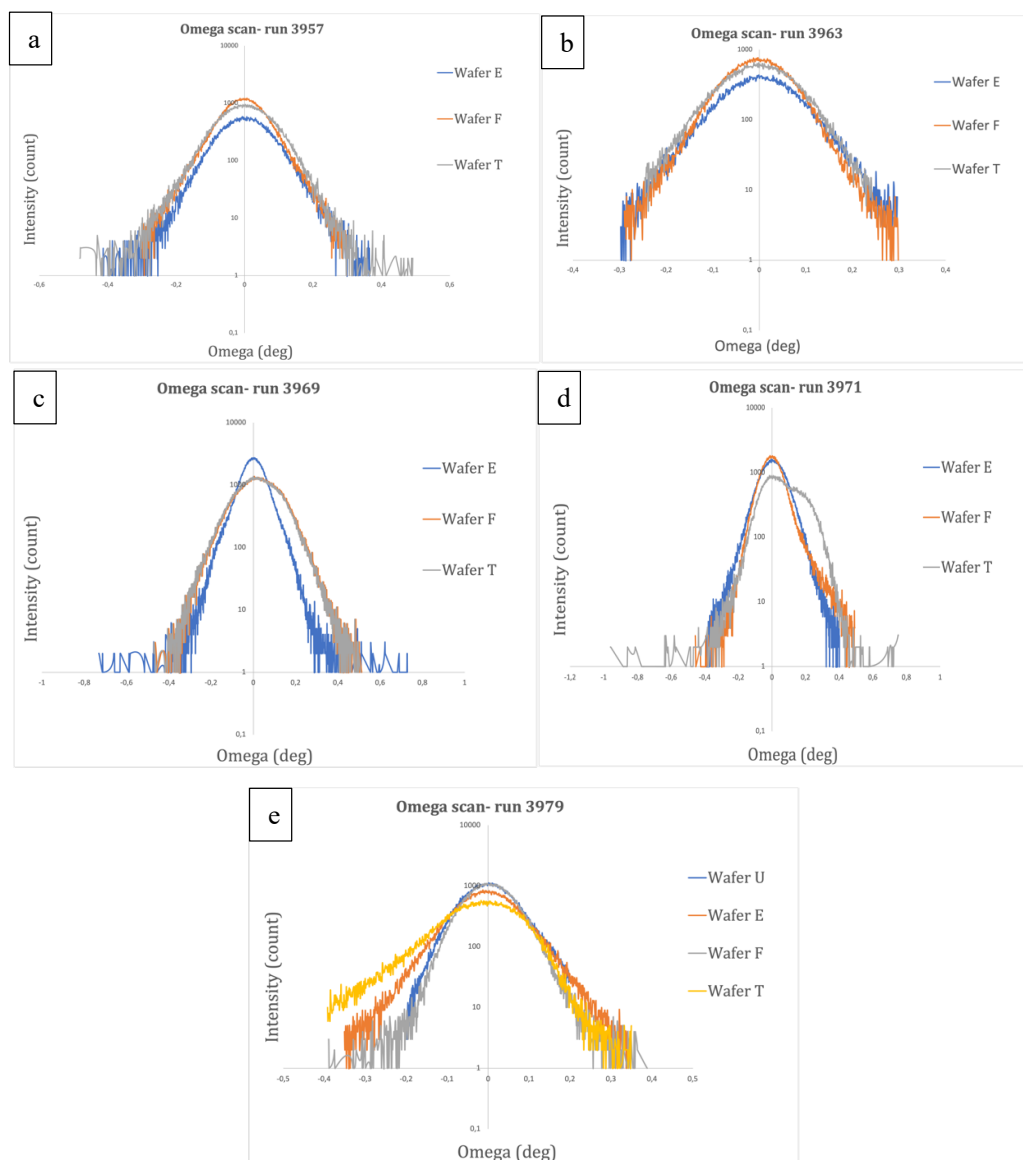 a
Omega scan- run 3957
10000
1000
100
10
1
0,1
-0,6
-0,4
-0,2
0
0,2
0,4
0,6
Intensity (count)
Omega (deg)
Wafer E
Wafer F
Wafer T
b
Omega scan- run 3963
1000
100
10
1
0,1
-0,4
-0,3
-0,2
-0,1
0
0,1
0,2
0,3
0,4
Intensity (count)
Omega (deg)
Wafer E
Wafer F
Wafer T
c
Omega scan- run 3969
10000
1000
100
10
1
0,1
-1
-0,8
-0,6
-0,4
-0,2
0
0,2
0,4
0,6
0,8
1
Intensity (count)
Omega (deg)
Wafer E
Wafer F
Wafer T
d
Omega scan- run 3971
10000
1000
100
10
1
0,1
-1,2
-1
-0,8
-0,6
-0,4
-0,2
0
0,2
0,4
0,6
0,8
1
Intensity (count)
Omega (deg)
Wafer E
Wafer F
Wafer T
e
Omega scan- run 3979
10000
1000
100
10
1
0,1
-0,5
-0,4
-0,3
-0,2
-0,1
0
0,1
0,2
0,3
0,4
0,5
Intensity (count)
Omega (deg)
Wafer U
Wafer E
Wafer F
Wafer T